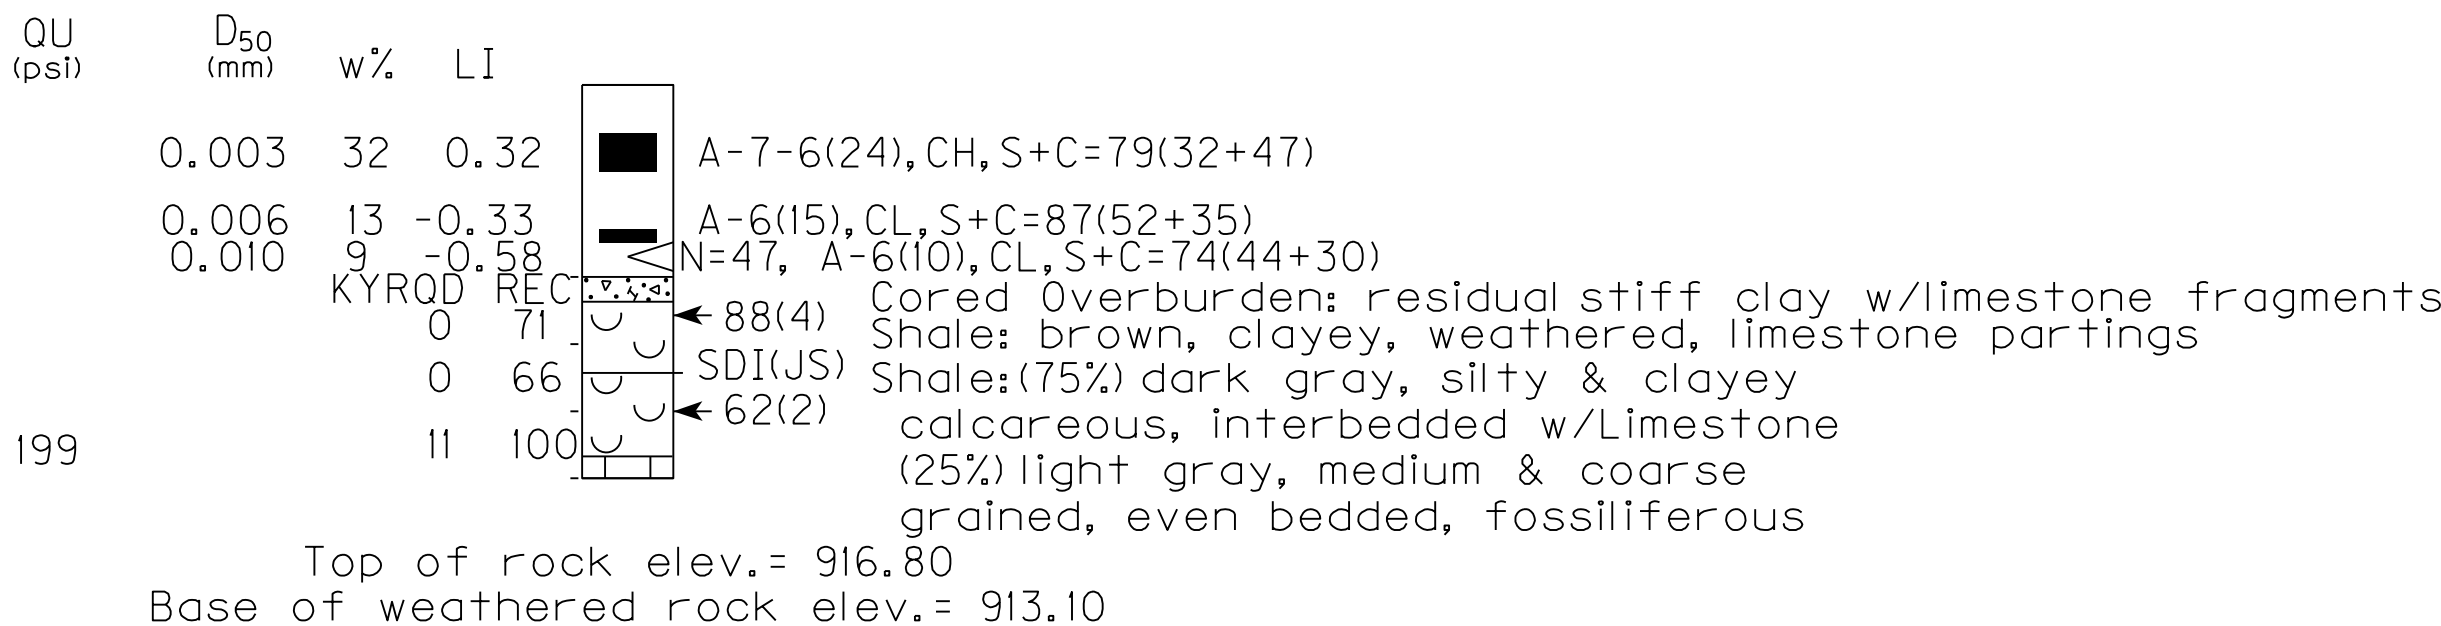 QU D50
(psi) (mm) w% LI
0.003 32 0.32 A-7-6(24), CH, S+C=79(32+47)
0.006 13 -0.33 A-6(15), CL, S+C=87(52+35)
0.010 9 -0.58 N=47, A-6(10), CL, S+C=74(44+30)
KYRQD REC Cored Overburden: residual stiff clay w/limestone fragments
0 71 88(4) Shale: brown, clayey, weathered, limestone partings
SDI(JS)
0 66 Shale:(75%) dark gray, silty & clayey
62(2) calcareous, interbedded w/Limestone
199 11 100 (25%) light gray, medium & coarse
grained, even bedded, fossiliferous
Top of rock elev.= 916.80
Base of weathered rock elev.= 913.10